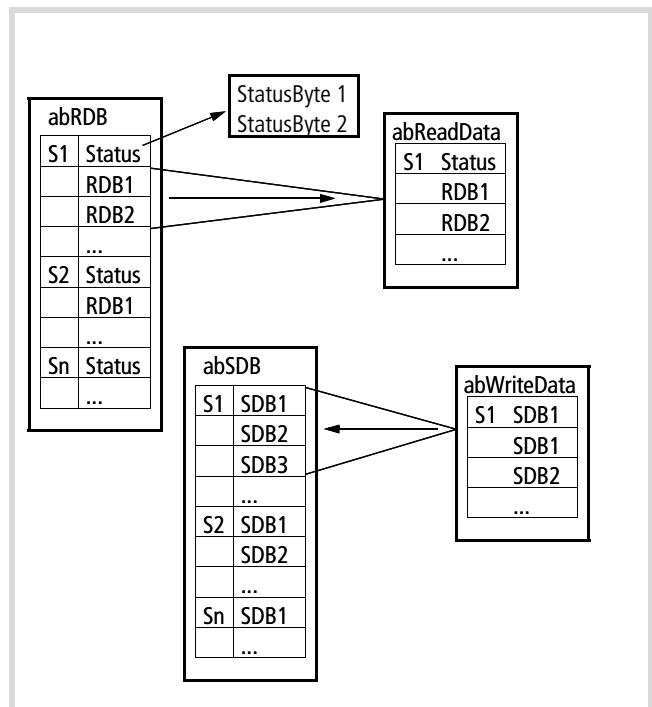 StatusByte 1
StatusByte 2
abRDB
S1 Status
RDB1
RDB2
...
S2 Status
RDB1
...
Sn Status
...
abReadData
S1 Status
RDB1
RDB2
...
abSDB
S1 SDB1
SDB2
SDB3
...
S2 SDB1
SDB2
...
Sn SDB1
...
abWriteData
S1 SDB1
SDB1
SDB2
...